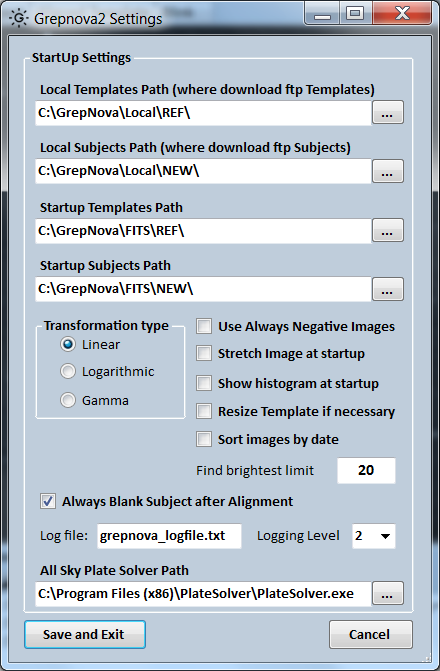 Grepnova2 Settings
StartUp Settings
Local Templates Path (where download ftp Templates)
C:\GrepNova\Local\REF\
...
Local Subjects Path (where download ftp Subjects)
C:\GrepNova\Local\NEW\
...
Startup Templates Path
C:\GrepNova\FITS\REF\
...
Startup Subjects Path
C:\GrepNova\FITS\NEW\
...
Transformation type
Linear
Logarithmic
Gamma
Use Always Negative Images
Stretch Image at startup
Show histogram at startup
Resize Template if necessary
Sort images by date
Find brightest limit 20
Always Blank Subject after Alignment
Log file: grepnova_logfile.txt Logging Level 2
All Sky Plate Solver Path
C:\Program Files (x86)\PlateSolver\PlateSolver.exe
...
Save and Exit
Cancel